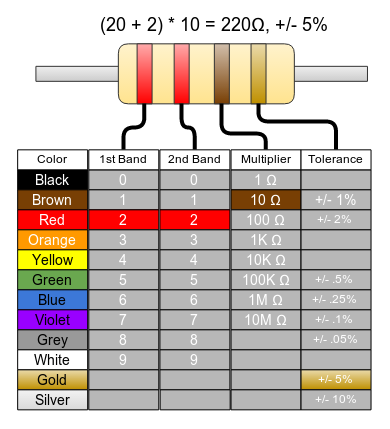 (20 + 2) * 10 = 220Ω, +/- 5%
Color 1st Band 2nd Band Multiplier Tolerance
Black 0 0 1 Ω
Brown 1 1 10 Ω +/- 1%
Red 2 2 100 Ω +/- 2%
Orange 3 3 1K Ω
Yellow 4 4 10K Ω
Green 5 5 100K Ω +/- .5%
Blue 6 6 1M Ω +/- .25%
Violet 7 7 10M Ω +/- .1%
Grey 8 8 +/- .05%
White 9 9
Gold +/- 5%
Silver +/- 10%